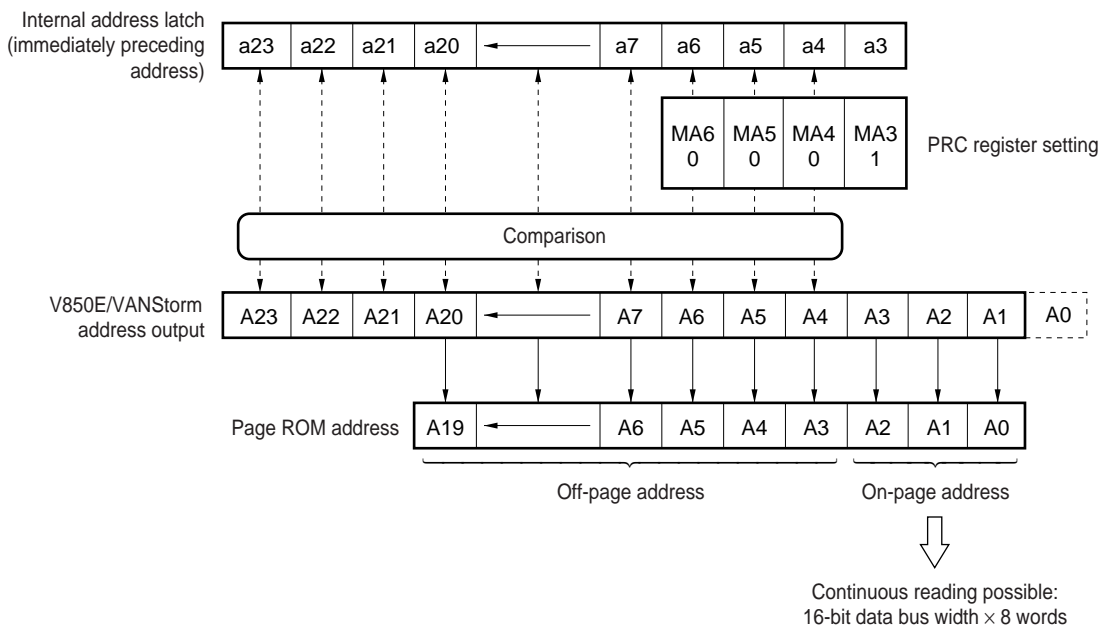 Internal address latch
(immediately preceding
address)
a23 a22 a21 a20 a7 a6 a5 a4 a3
MA6 MA5 MA4 MA3
0 0 0 1
PRC register setting
Comparison
V850E/VANStorm
address output
A23 A22 A21 A20 A7 A6 A5 A4 A3 A2 A1 A0
Page ROM address
A19 A6 A5 A4 A3 A2 A1 A0
Off-page address
On-page address
Continuous reading possible:
16-bit data bus width × 8 words